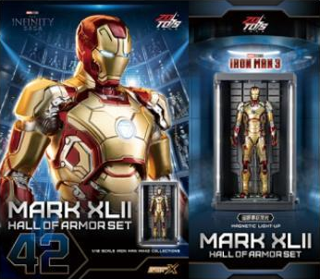 INFINITY
SAGA
ZD TOYS
MARK XLII
HALL OF ARMOR SET
42
ZD TOYS
IRON MAN 3
MAGNETIC LIGHT-UP
MARK XLII
HALL OF ARMOR SET